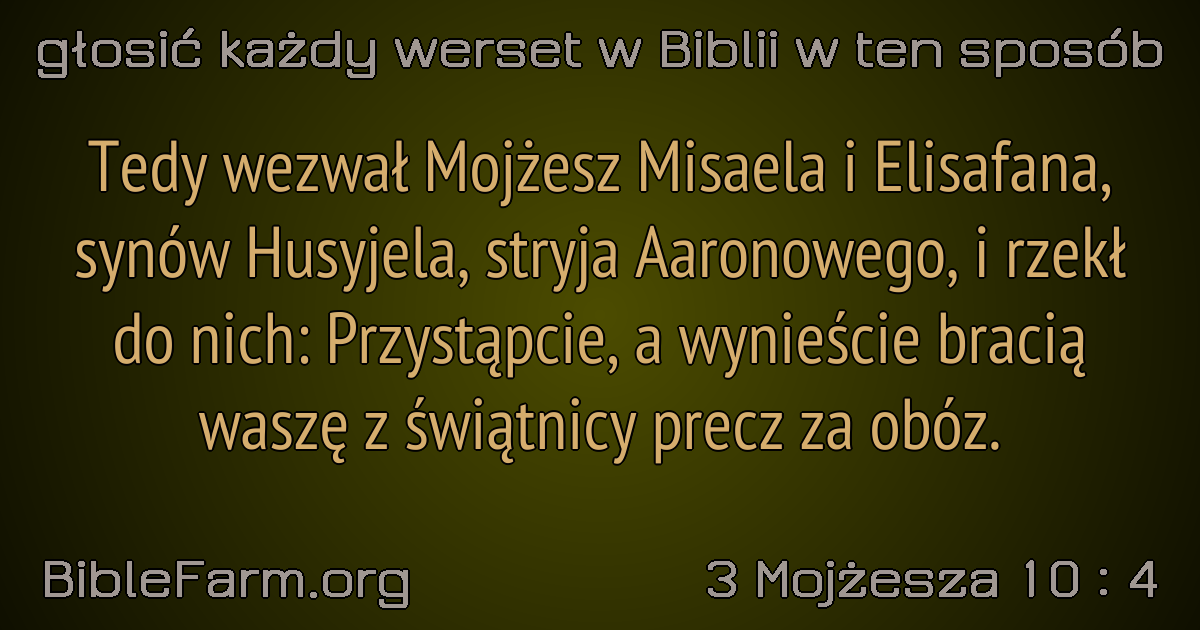 głosić każdy werset w Biblii w ten sposób
Tedy wezwał Mojżesz Misaela i Elisafana,
synów Husyjela, stryja Aaronowego, i rzekł
do nich: Przystąpcie, a wynieście bracią
waszę z świątnicy precz za obóz.
BibleFarm.org
3 Mojżesza 10 : 4